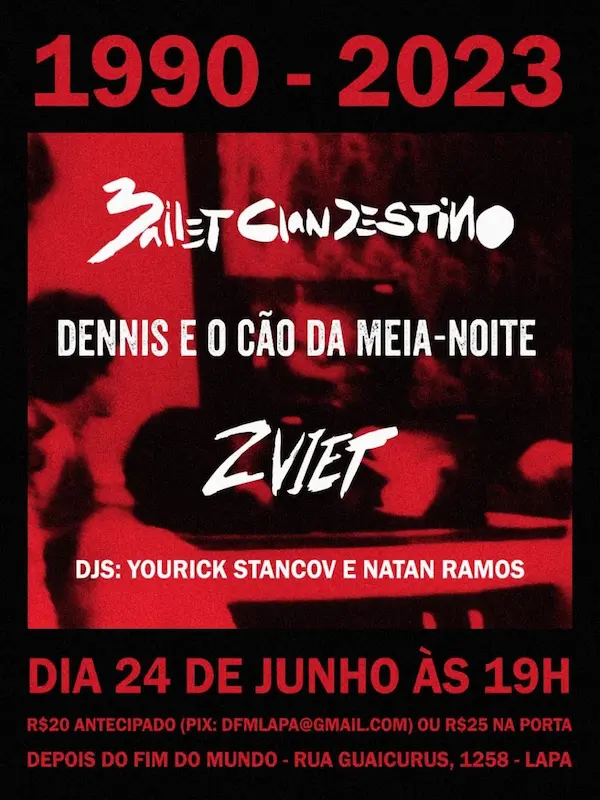 1990 - 2023
BALLET CLANDESTINO
DENNIS E O CÃO DA MEIA-NOITE
ZVIET
DJS: YOURICK STANCOV E NATAN RAMOS
DIA 24 DE JUNHO ÀS 19H
R$20 ANTECIPADO (PIX: DFMLAPA@GMAIL.COM) OU R$25 NA PORTA
DEPOIS DO FIM DO MUNDO - RUA GUAICURUS, 1258 - LAPA